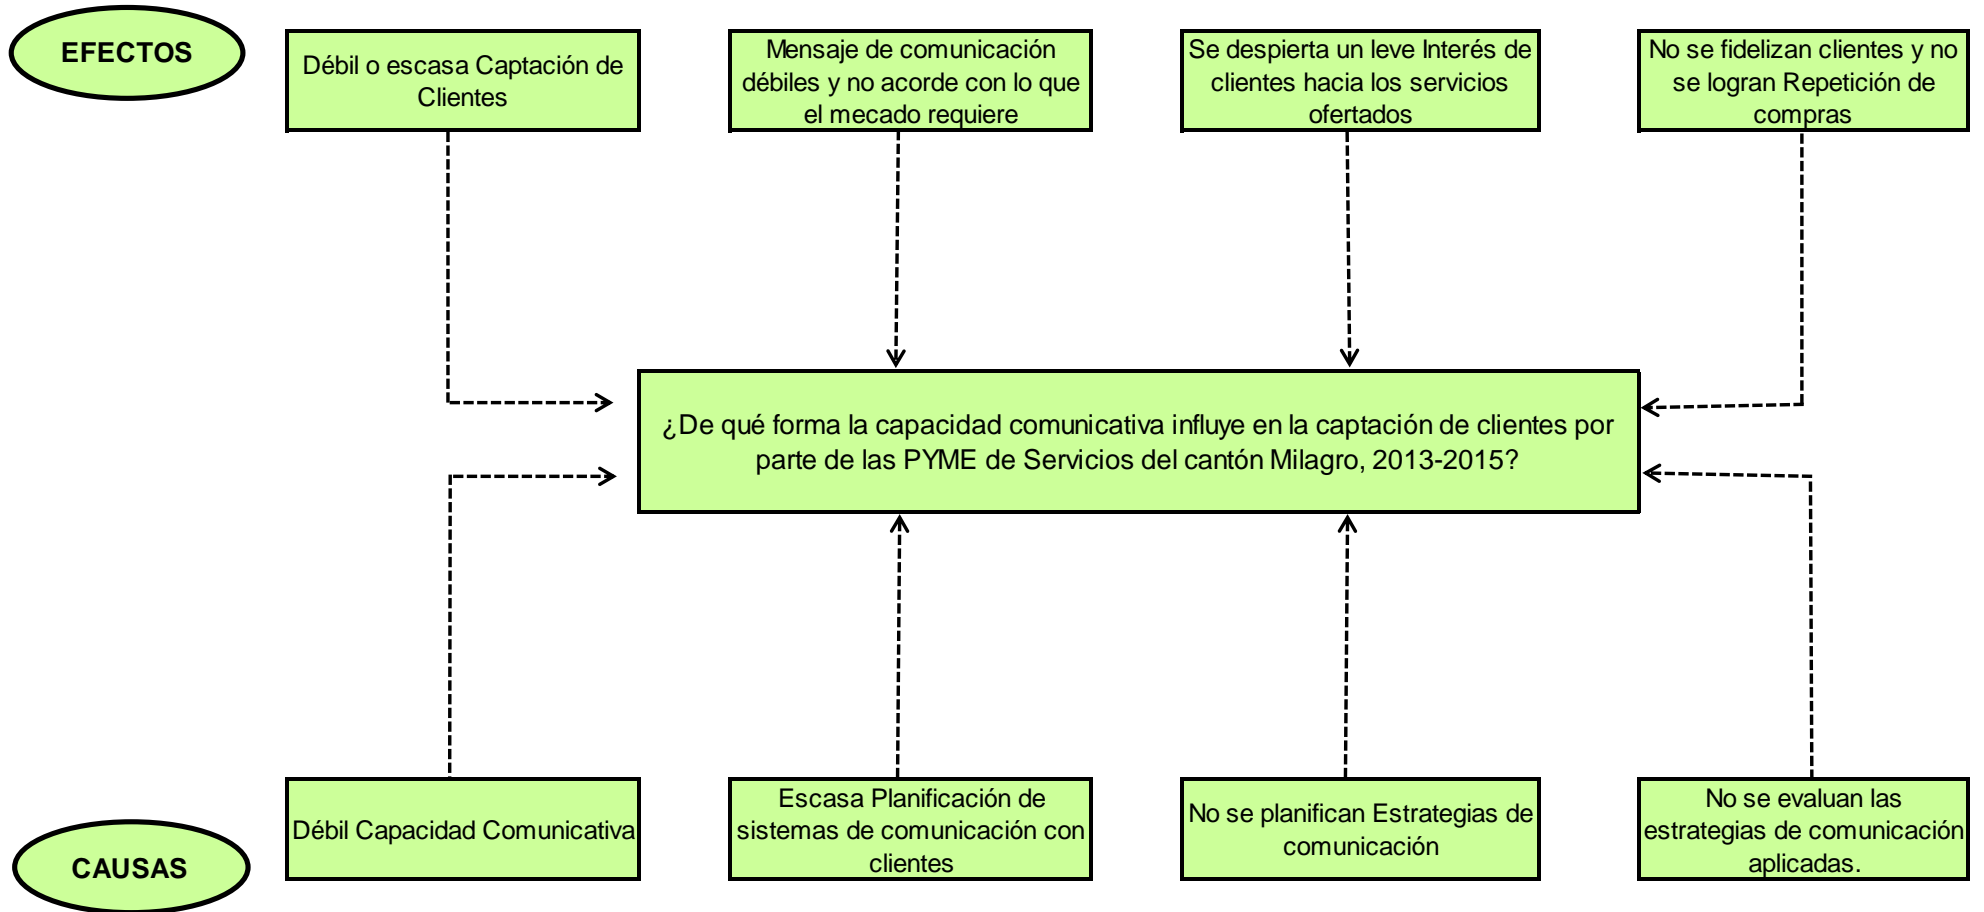 EFECTOS
Débil o escasa Captación de
Clientes
Mensaje de comunicación
débiles y no acorde con lo que
el mecado requiere
Se despierta un leve Interés de
clientes hacia los servicios
ofertados
No se fidelizan clientes y no
se logran Repetición de
compras
¿De qué forma la capacidad comunicativa influye en la captación de clientes por
parte de las PYME de Servicios del cantón Milagro, 2013-2015?
CAUSAS
Débil Capacidad Comunicativa
Escasa Planificación de
sistemas de comunicación con
clientes
No se planifican Estrategias de
comunicación
No se evaluan las
estrategias de comunicación
aplicadas.